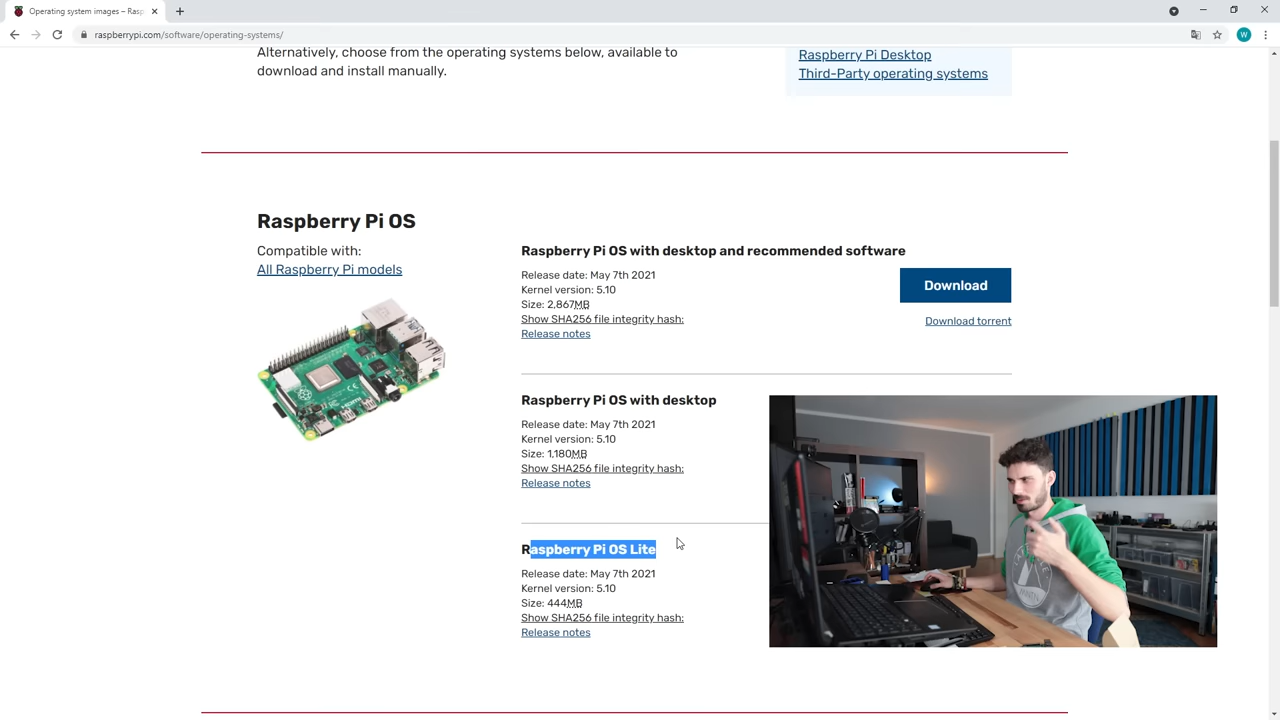 Operating system images – Rasp
raspberrypi.com/software/operating-systems/
W
Alternatively, choose from the operating systems below, available to
download and install manually.
Raspberry Pi Desktop
Third-Party operating systems
Raspberry Pi OS
Compatible with:
All Raspberry Pi models
Raspberry Pi OS with desktop and recommended software
Release date: May 7th 2021
Kernel version: 5.10
Size: 2,867MB
Show SHA256 file integrity hash:
Release notes
Download
Download torrent
Raspberry Pi OS with desktop
Release date: May 7th 2021
Kernel version: 5.10
Size: 1,180MB
Show SHA256 file integrity hash:
Release notes
Raspberry Pi OS Lite
Release date: May 7th 2021
Kernel version: 5.10
Size: 444MB
Show SHA256 file integrity hash:
Release notes